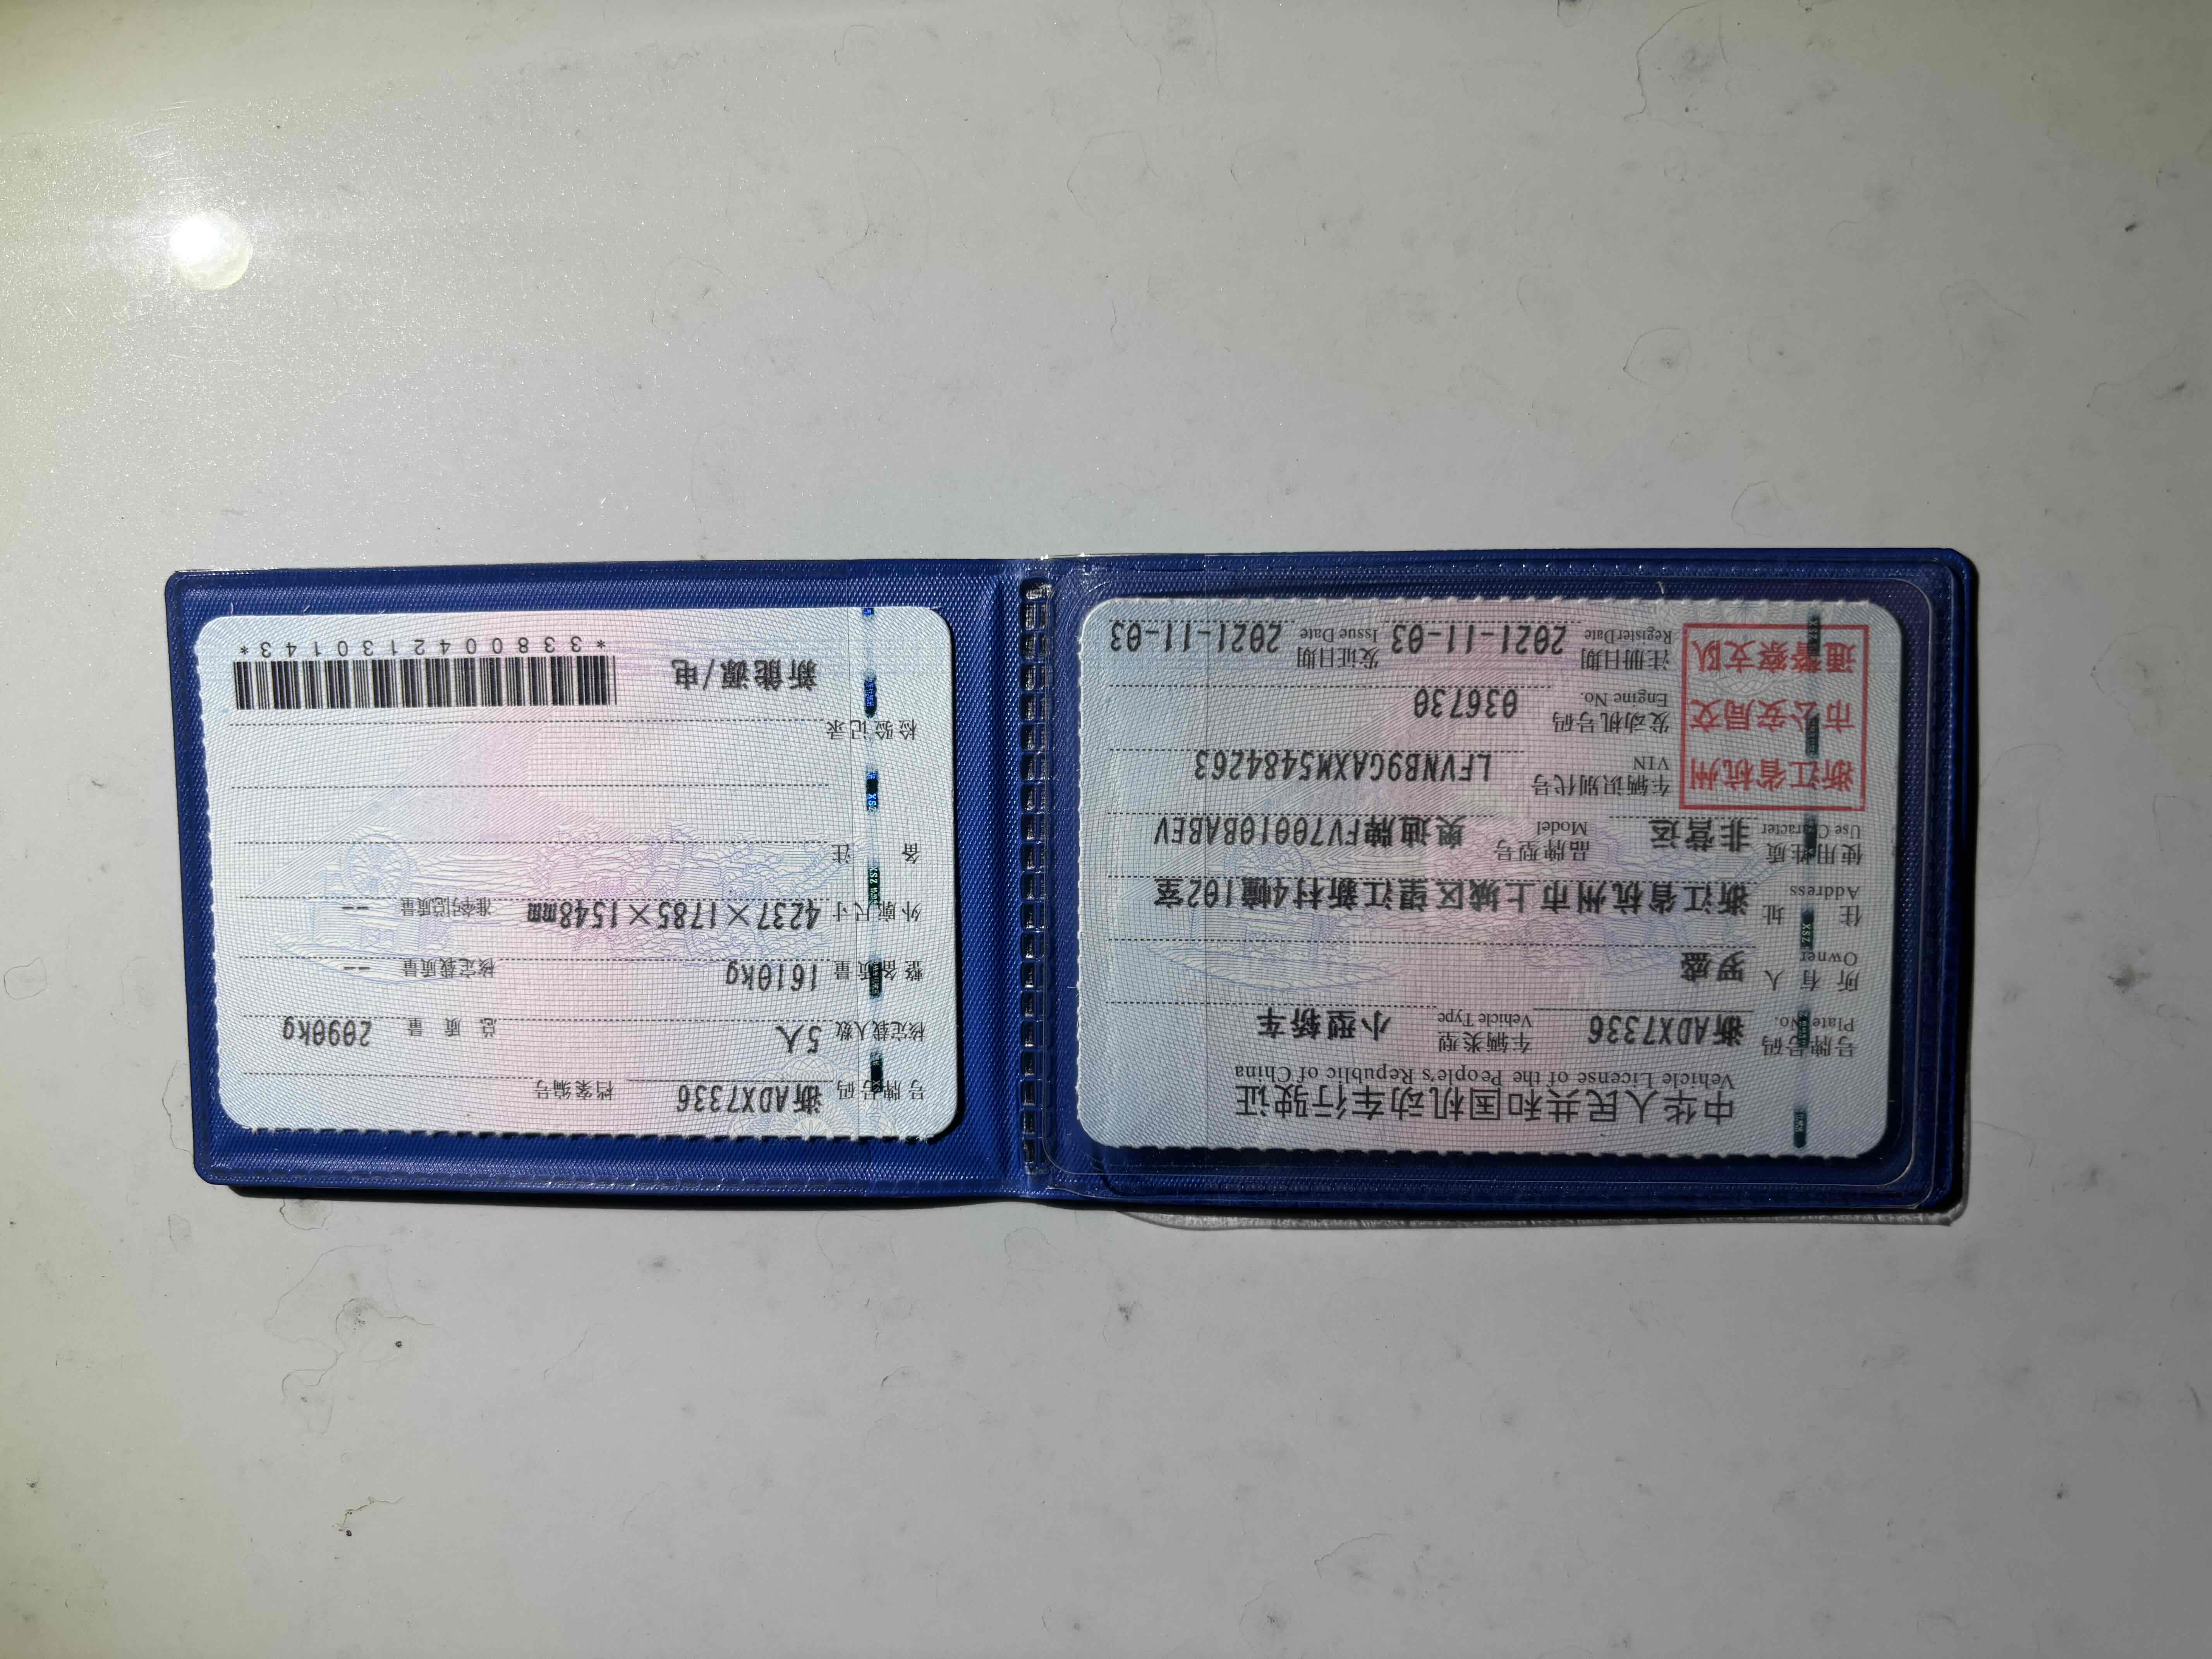 中华人民共和国机动车行驶证
Vehicle License of the People's Republic of China
号牌号码 浙ADX7336 车辆类型 小型轿车
Plate No. Vehicle Type
所有人 罗盛
Owner
住址 浙江省杭州市上城区望江新村4幢102室
Address
使用性质 非营运 品牌型号 奥迪牌FV7001BABEV
Use Character Model
浙江省杭州
市公安局交
通警察支队
车辆识别代号 LFVNB9GAXM5484263
VIN
发动机号码 036730
Engine No.
注册日期 2021-11-03 发证日期 2021-11-03
Register Date Issue Date
号牌号码 浙ADX7336 档案编号
核定载人数 5人 总质量 2090kg
整备质量 1610kg 核定载质量 --
外廓尺寸 4237×1785×1548mm 准牵引总质量 --
备注
检验记录
新能源/电
*3380042130143*